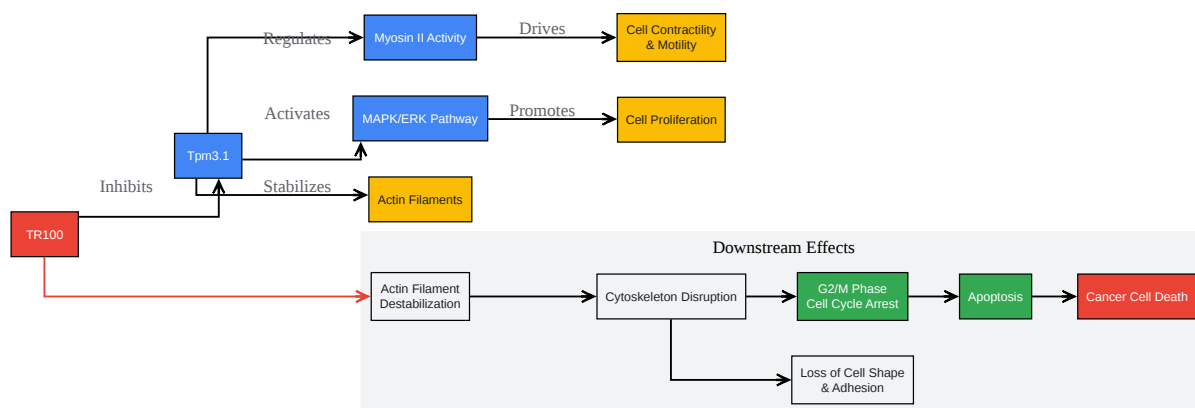 Regulates
Myosin II Activity
Drives
Cell Contractility
& Motility
Activates
MAPK/ERK Pathway
Promotes
Cell Proliferation
Tpm3.1
Inhibits
Stabilizes
Actin Filaments
TR100
Downstream Effects
Actin Filament
Destabilization
Cytoskeleton Disruption
G2/M Phase
Cell Cycle Arrest
Apoptosis
Cancer Cell Death
Loss of Cell Shape
& Adhesion